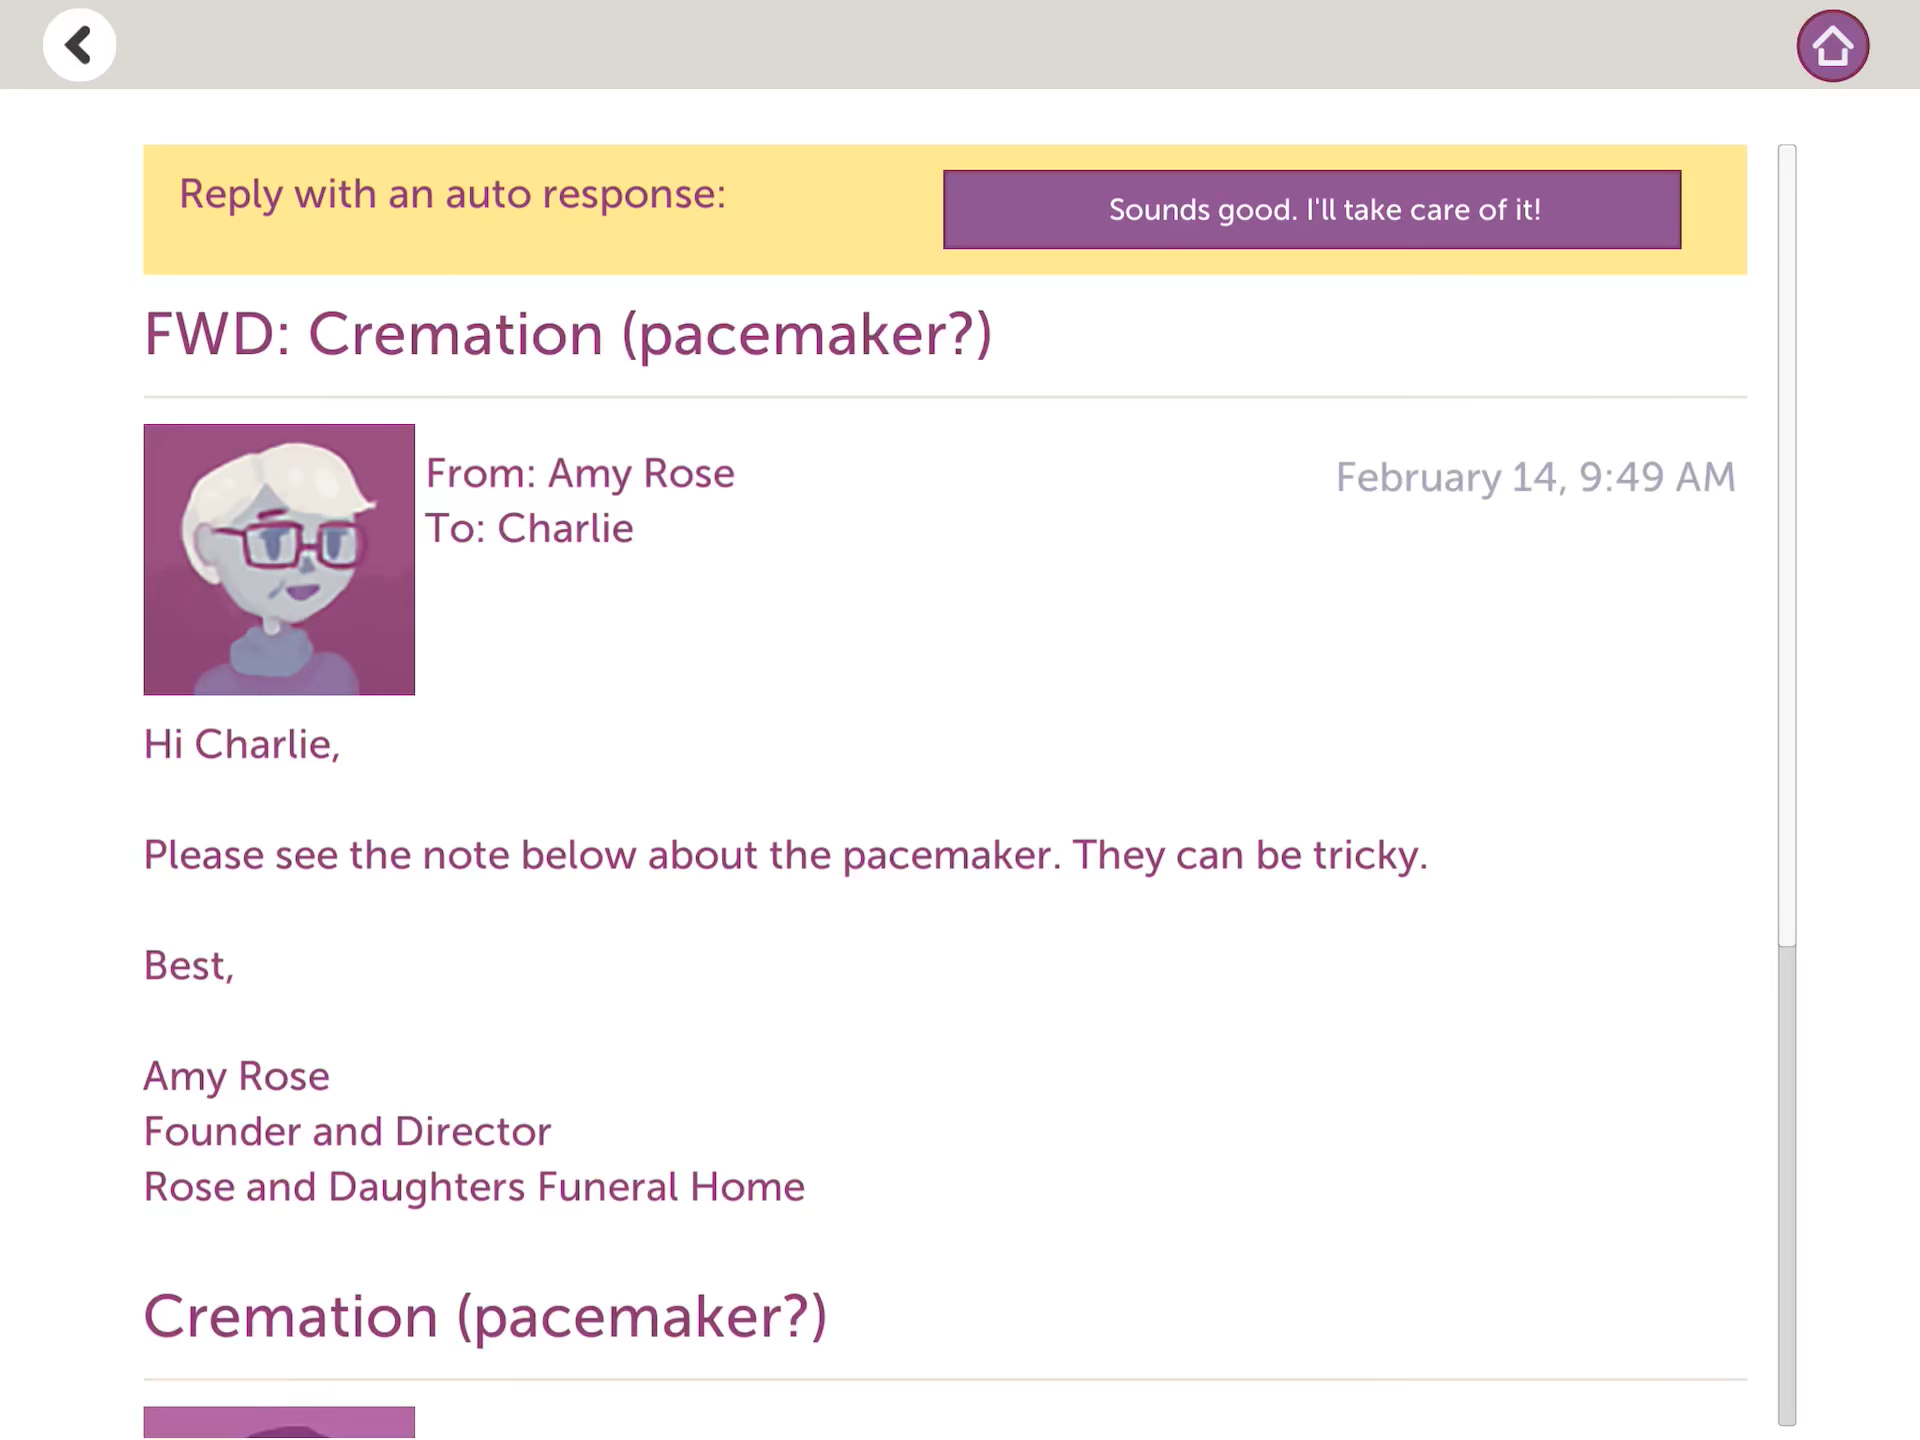 Reply with an auto response:
Sounds good. I'll take care of it!
FWD: Cremation (pacemaker?)
From: Amy Rose
February 14, 9:49 AM
To: Charlie
Hi Charlie,
Please see the note below about the pacemaker. They can be tricky.
Best,
Amy Rose
Founder and Director
Rose and Daughters Funeral Home
Cremation (pacemaker?)